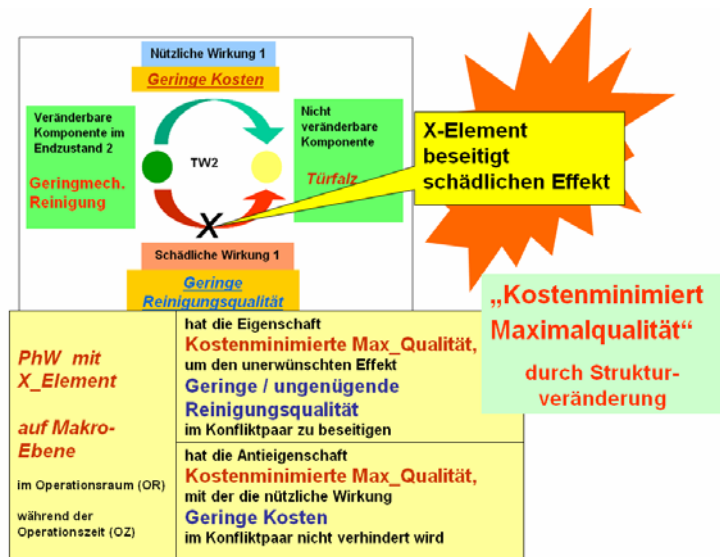 Nützliche Wirkung 1
Geringe Kosten
Veränderbare
Komponente im
Endzustand 2
Geringmech.
Reinigung
TW2
Nicht
veränderbare
Komponente
Türfalz
X
X-Element
beseitigt
schädlichen Effekt
Schädliche Wirkung 1
Geringe
Reinigungsqualität
„Kostenminimiert
Maximalqualität“
durch Struktur-
veränderung
PhW mit
X_Element
auf Makro-
Ebene
im Operationsraum (OR)
während der
Operationszeit (OZ)
hat die Eigenschaft
Kostenminimierte Max_Qualität,
um den unerwünschten Effekt
Geringe / ungenügende
Reinigungsqualität
im Konfliktpaar zu beseitigen
hat die Antieigenschaft
Kostenminimierte Max_Qualität,
mit der die nützliche Wirkung
Geringe Kosten
im Konfliktpaar nicht verhindert wird